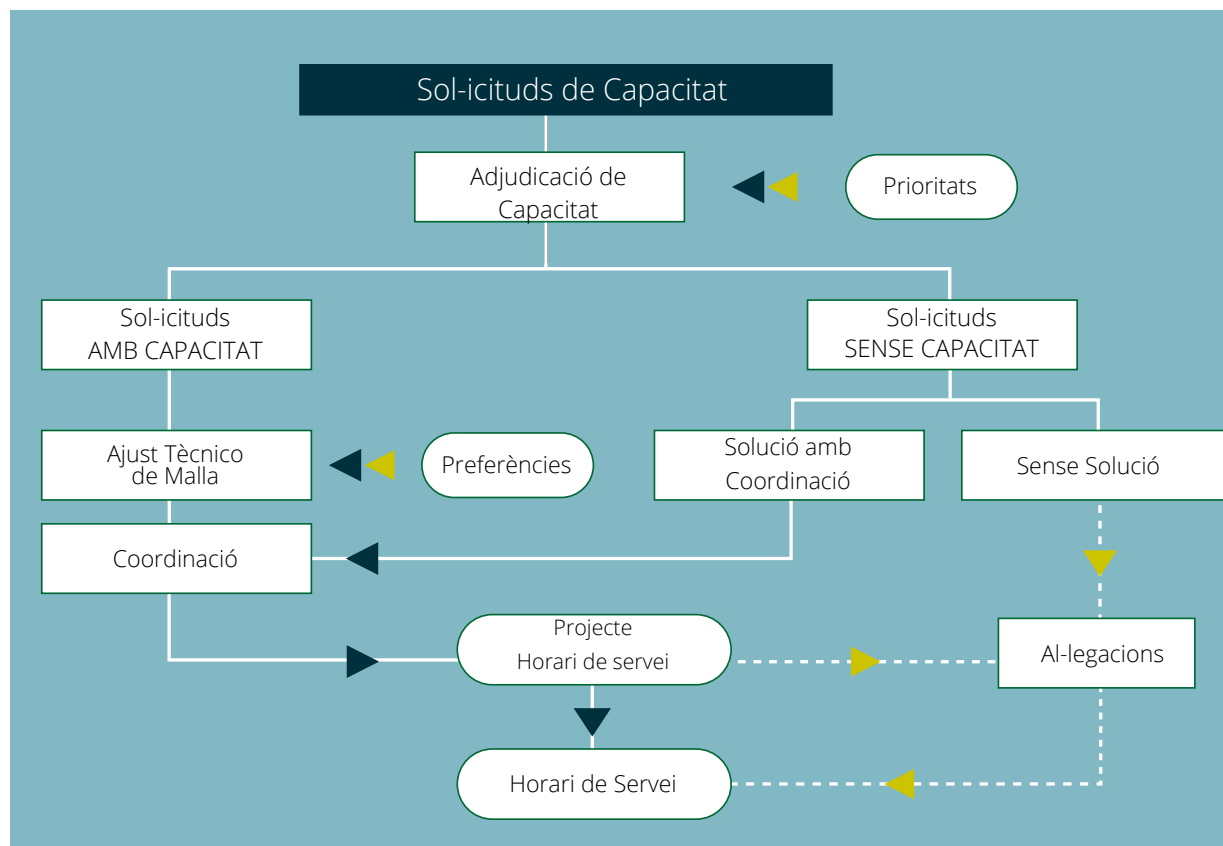 Sol-icituds de Capacitat
Adjudicació de
Capacitat
Prioritats
Sol-icituds
AMB CAPACITAT
Sol-icituds
SENSE CAPACITAT
Ajust Tècnico
de Malla
Preferències
Solució amb
Coordinació
Sense Solució
Coordinació
Projecte
Horari de servei
Al-legacions
Horari de Servei